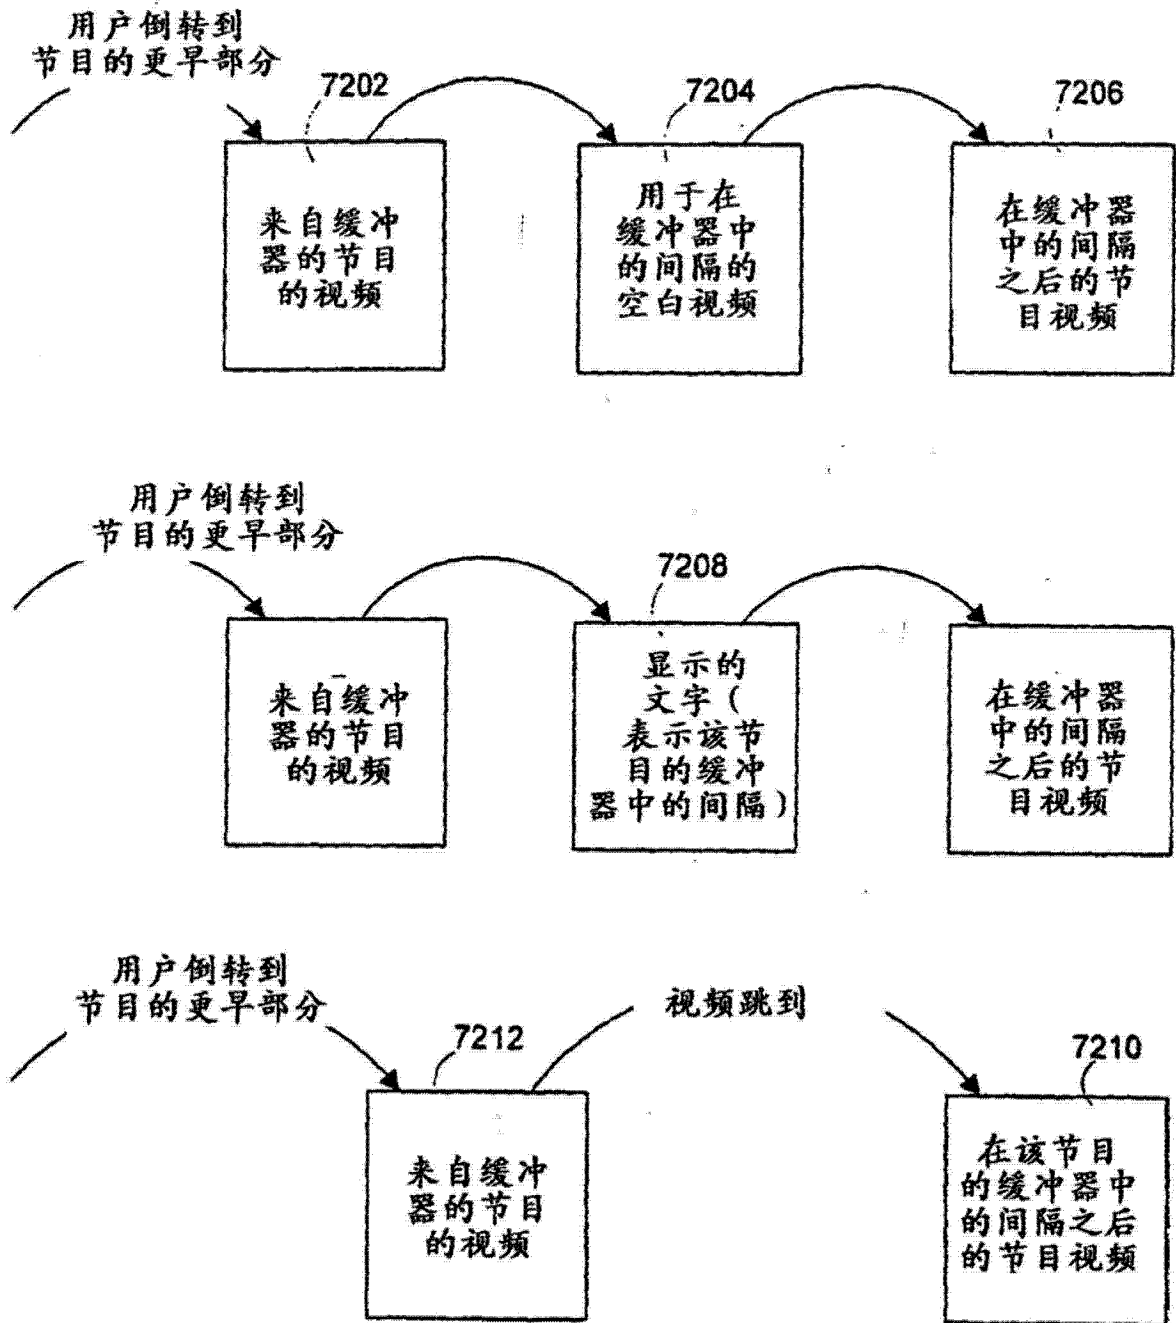 用户倒转到
节目的更早部分
7202
7204
7206
来自缓冲
器的节目
的视频
用于在
缓冲器中
的间隔的
空白视频
在缓冲器
中的间隔
之后的节
目视频
用户倒转到
节目的更早部分
7208
来自缓冲
器的节目
的视频
显示的
文字（
表示该节
目的缓冲
器中的间隔）
在缓冲器
中的间隔
之后的节
目视频
用户倒转到
节目的更早部分
视频跳到
7212
7210
来自缓冲
器的节目
的视频
在该节目
的缓冲器中
的间隔之后
的节目视频